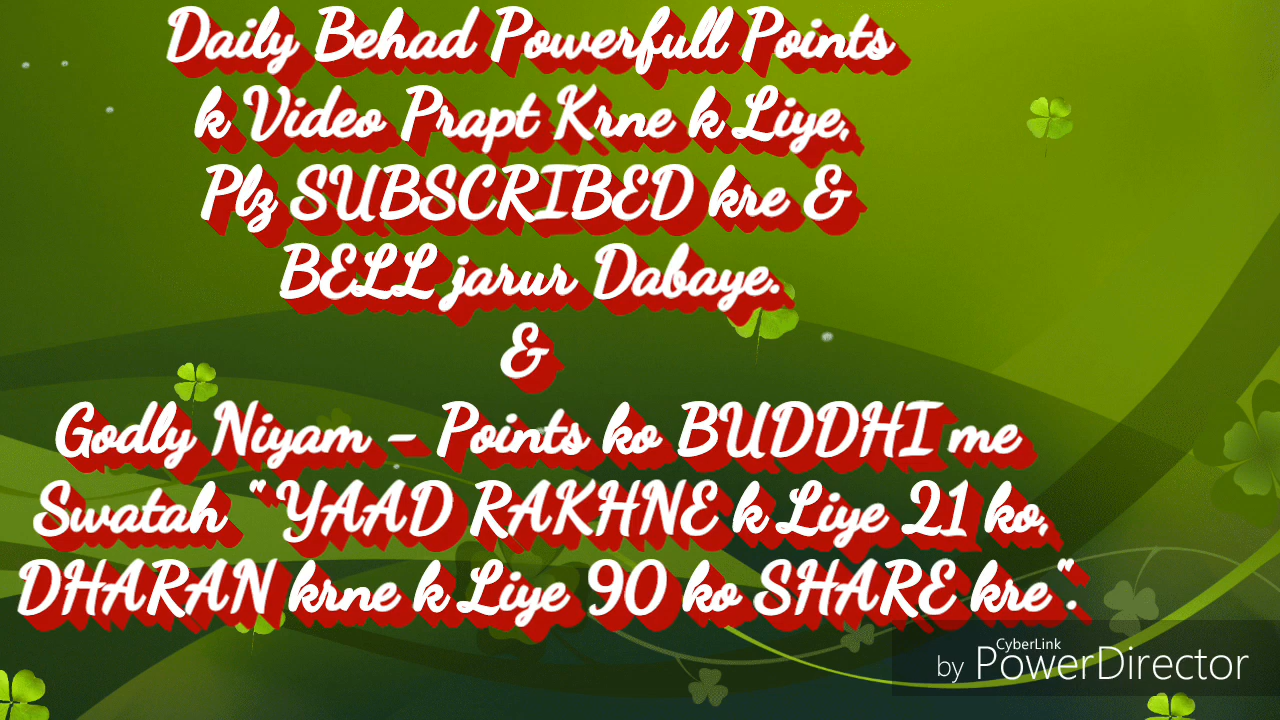 Daily Behad Powerfull Points
k Video Prapt Krne k Liye,
Plz SUBSCRIBED kre &
BELL jarur Dabaye.
&
Godly Niyam - Points ko BUDDHI me
Swatah "YAAD RAKHNE k Liye 21 ko,
DHARAN krne k Liye 90 ko SHARE kre".
CyberLink
by PowerDirector